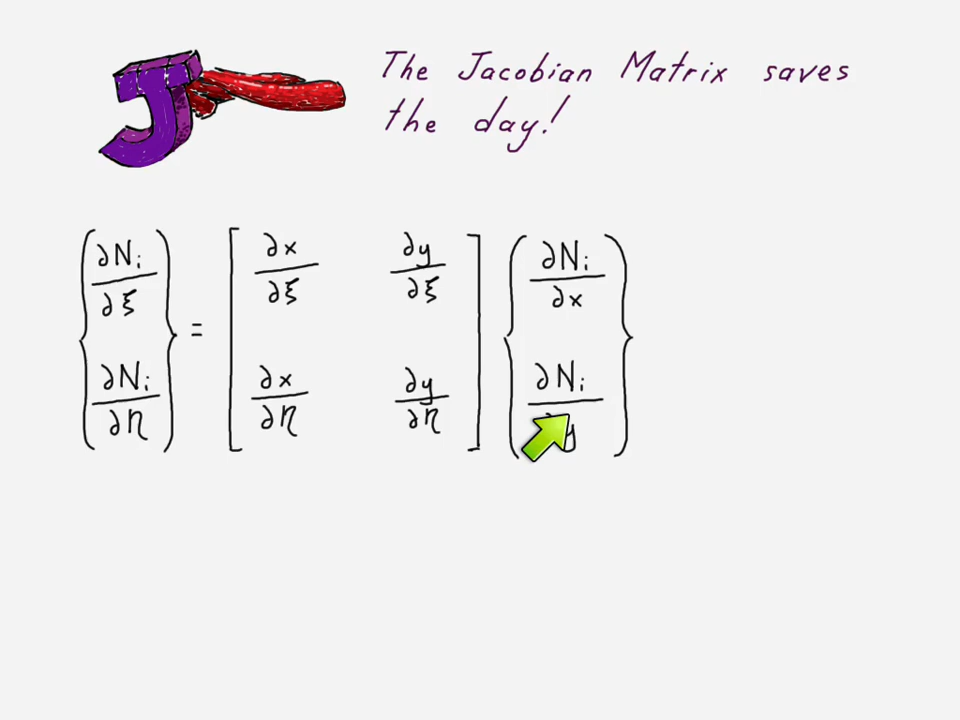 J The Jacobian Matrix saves
the day!
{∂Nᵢ/∂ξ ∂Nᵢ/∂η} = [∂x/∂ξ ∂y/∂ξ ∂x/∂η ∂y/∂η] {∂Nᵢ/∂x ∂Nᵢ/∂y}